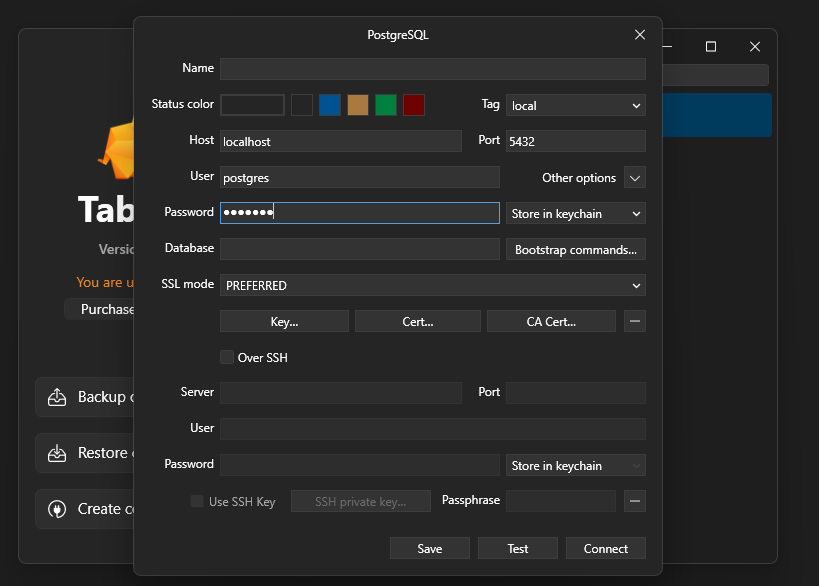 PostgreSQL
Name
Status color
Tag
local
Host
localhost
Port
5432
User
postgres
Other options
Password
•••••••
Store in keychain
Database
Bootstrap commands...
SSL mode
PREFERRED
Key...
Cert...
CA Cert...
Over SSH
Server
Port
User
Password
Store in keychain
Use SSH Key
SSH private key...
Passphrase
Save
Test
Connect
Tab
Versic
You are u
Purchase
Backup
Restore
Create